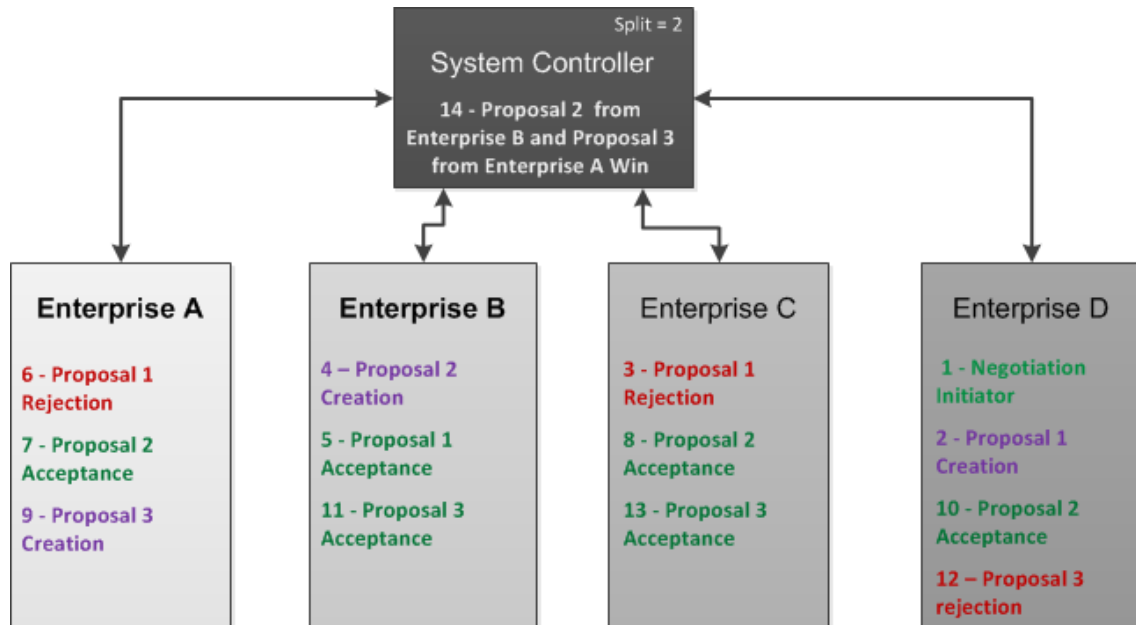 Split = 2
System Controller
14 - Proposal 2 from
Enterprise B and Proposal 3
from Enterprise A Win
Enterprise A
6 - Proposal 1
Rejection
7 - Proposal 2
Acceptance
9 - Proposal 3
Creation
Enterprise B
4 – Proposal 2
Creation
5 - Proposal 1
Acceptance
11 - Proposal 3
Acceptance
Enterprise C
3 - Proposal 1
Rejection
8 - Proposal 2
Acceptance
13 - Proposal 3
Acceptance
Enterprise D
1 - Negotiation
Initiator
2 - Proposal 1
Creation
10 - Proposal 2
Acceptance
12 – Proposal 3
rejection